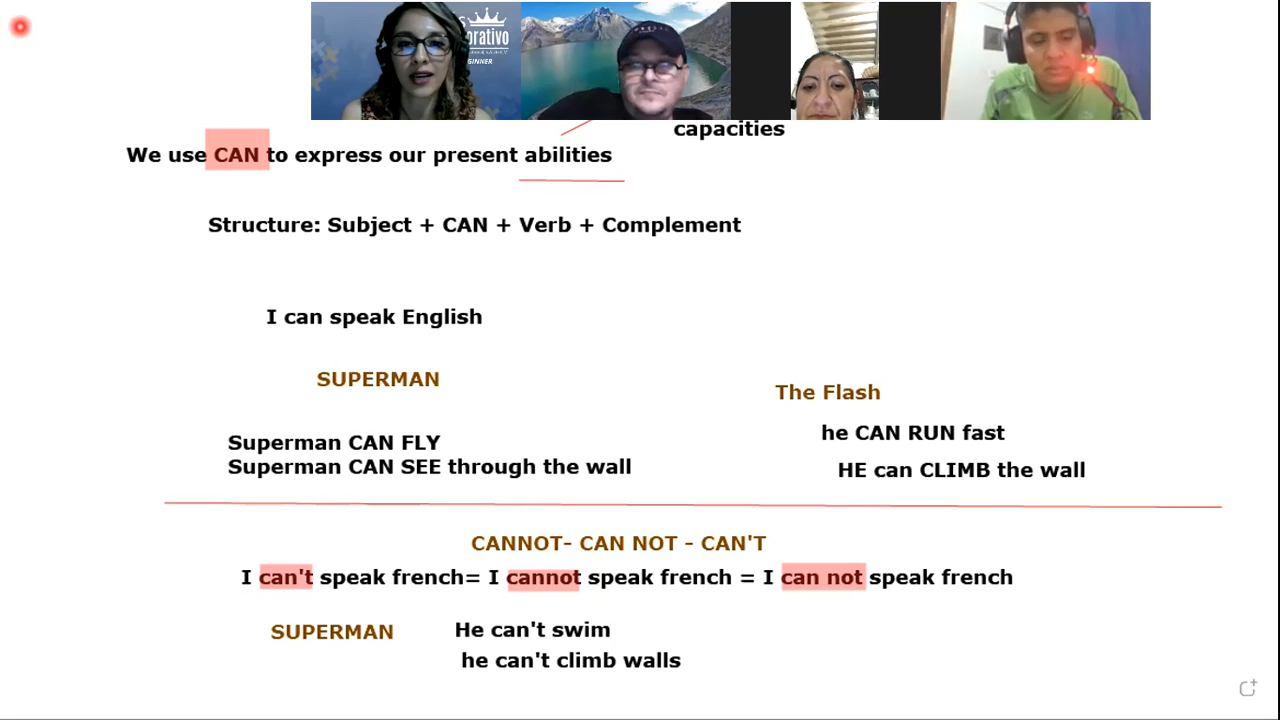 orativo
GINNER
capacities
We use CAN to express our present abilities
Structure: Subject + CAN + Verb + Complement
I can speak English
SUPERMAN
The Flash
Superman CAN FLY
he CAN RUN fast
Superman CAN SEE through the wall
HE can CLIMB the wall
CANNOT- CAN NOT - CAN'T
I can't speak french= I cannot speak french = I can not speak french
SUPERMAN
He can't swim
he can't climb walls